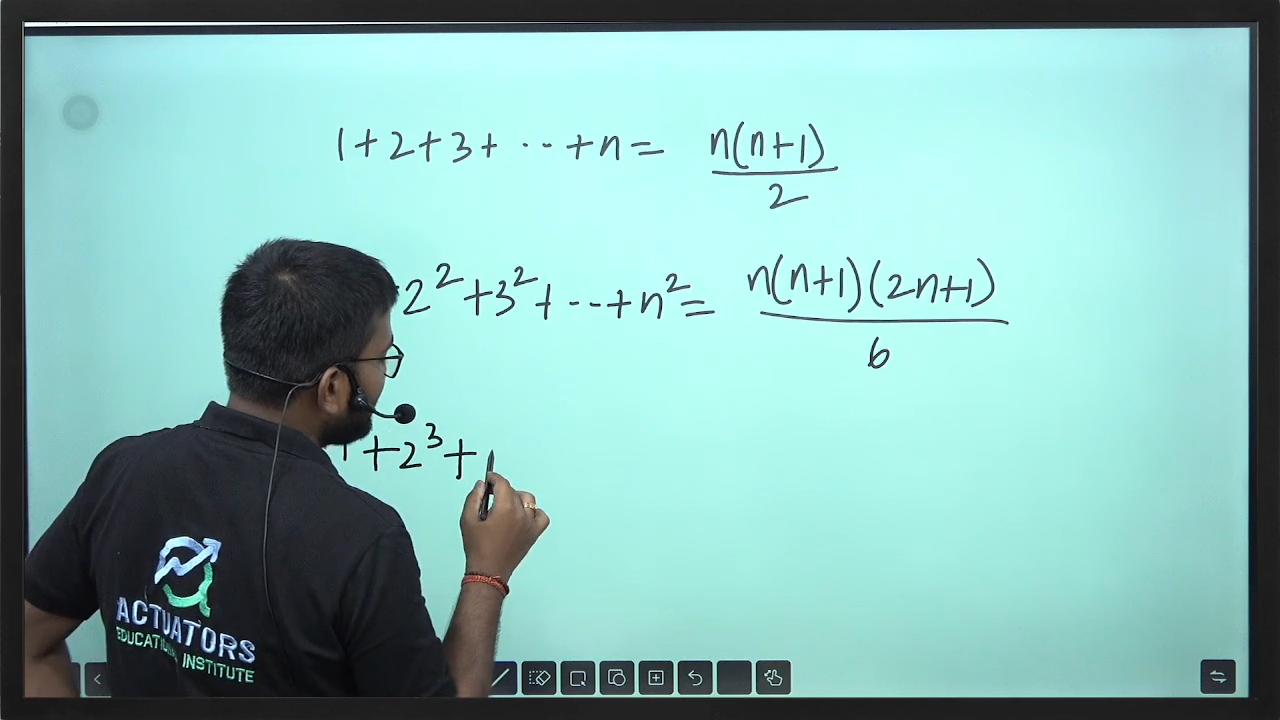 1+2+3+ ··· +n= n(n+1)/2
2²+3²+ ··· +n²= n(n+1)(2n+1)/6
+2³+
ACTUATORS
EDUCATIONAL INSTITUTE